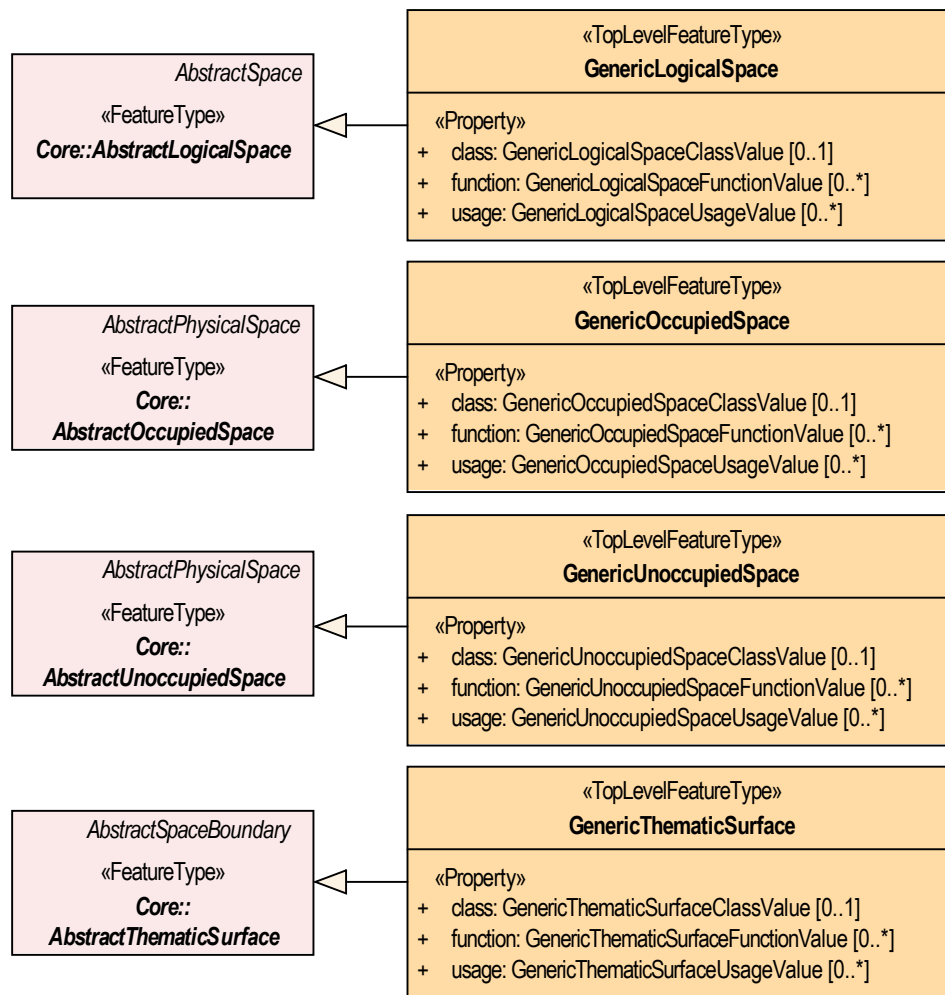 AbstractSpace
«FeatureType»
Core::AbstractLogicalSpace
«TopLevelFeatureType»
GenericLogicalSpace
«Property»
+ class: GenericLogicalSpaceClassValue [0..1]
+ function: GenericLogicalSpaceFunctionValue [0..*]
+ usage: GenericLogicalSpaceUsageValue [0..*]
AbstractPhysicalSpace
«FeatureType»
Core::
AbstractOccupiedSpace
«TopLevelFeatureType»
GenericOccupiedSpace
«Property»
+ class: GenericOccupiedSpaceClassValue [0..1]
+ function: GenericOccupiedSpaceFunctionValue [0..*]
+ usage: GenericOccupiedSpaceUsageValue [0..*]
AbstractPhysicalSpace
«FeatureType»
Core::
AbstractUnoccupiedSpace
«TopLevelFeatureType»
GenericUnoccupiedSpace
«Property»
+ class: GenericUnoccupiedSpaceClassValue [0..1]
+ function: GenericUnoccupiedSpaceFunctionValue [0..*]
+ usage: GenericUnoccupiedSpaceUsageValue [0..*]
AbstractSpaceBoundary
«FeatureType»
Core::
AbstractThematicSurface
«TopLevelFeatureType»
GenericThematicSurface
«Property»
+ class: GenericThematicSurfaceClassValue [0..1]
+ function: GenericThematicSurfaceFunctionValue [0..*]
+ usage: GenericThematicSurfaceUsageValue [0..*]